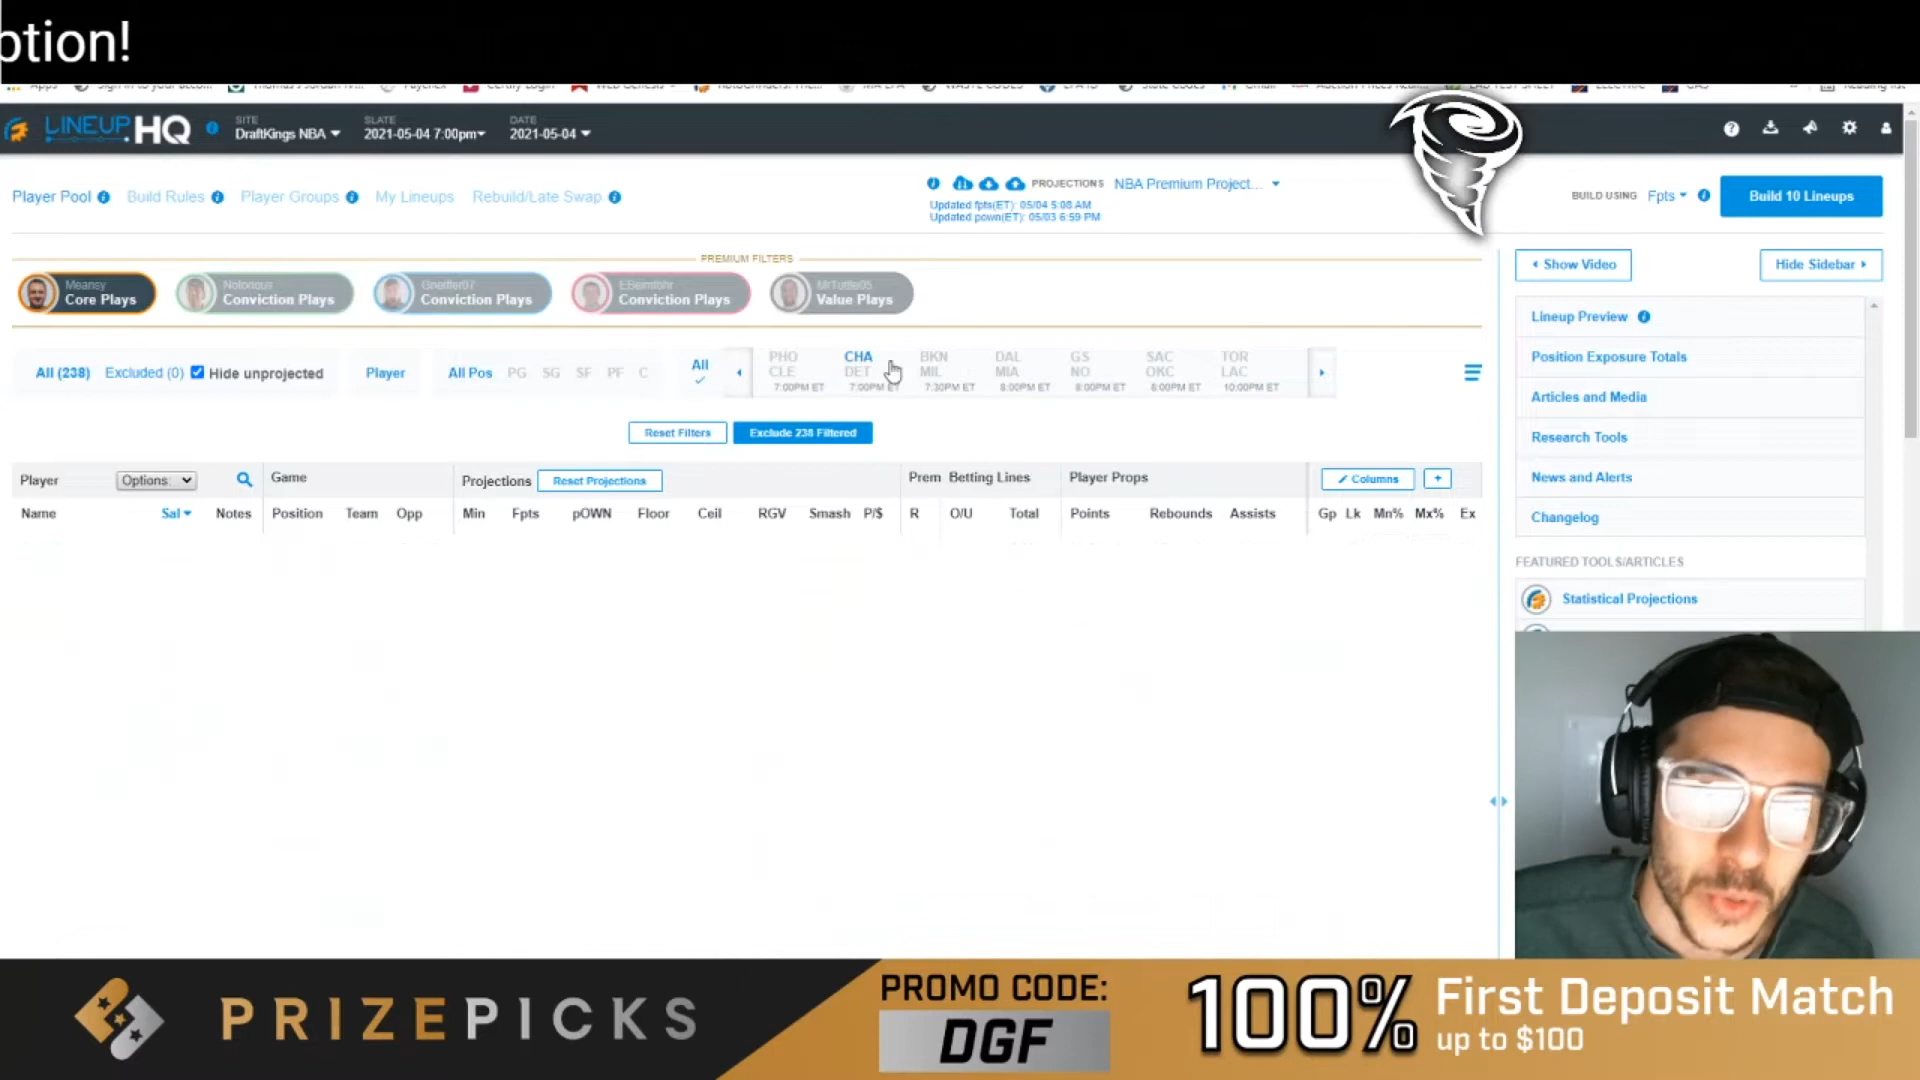 ption!
Apps
LINEUP HQ
SITE
DraftKings NBA
SLATE
2021-05-04 7:00pm
DATE
2021-05-04
Player Pool
Build Rules
Player Groups
My Lineups
Rebuild/Late Swap
PROJECTIONS
NBA Premium Project...
Updated fpts(ET): 05/04 5:08 AM
Updated pown(ET): 05/03 6:59 PM
BUILD USING
Fpts
Build 10 Lineups
PREMIUM FILTERS
Meansy
Core Plays
Notorious
Conviction Plays
Conviction Plays
Conviction Plays
MrTuttle05
Value Plays
Show Video
Hide Sidebar
Lineup Preview
Position Exposure Totals
Articles and Media
Research Tools
News and Alerts
Changelog
FEATURED TOOLS/ARTICLES
Statistical Projections
All (238)
Excluded (0)
Hide unprojected
Player
All Pos
PG
SG
SF
PF
C
All
PHO
CLE
7:00PM ET
CHA
DET
7:00PM ET
BKN
MIL
7:30PM ET
DAL
MIA
8:00PM ET
GS
NO
8:00PM ET
SAC
OKC
8:00PM ET
TOR
LAC
10:00PM ET
Reset Filters
Exclude 238 Filtered
Player
Options:
Game
Projections
Reset Projections
Prem
Betting Lines
Player Props
Columns
+
Name
Sal
Notes
Position
Team
Opp
Min
Fpts
pOWN
Floor
Ceil
RGV
Smash
P/$
R
O/U
Total
Points
Rebounds
Assists
Gp
Lk
Mn%
Mx%
Ex
PRIZEPICKS
PROMO CODE:
DGF
100%
First Deposit Match
up to $100